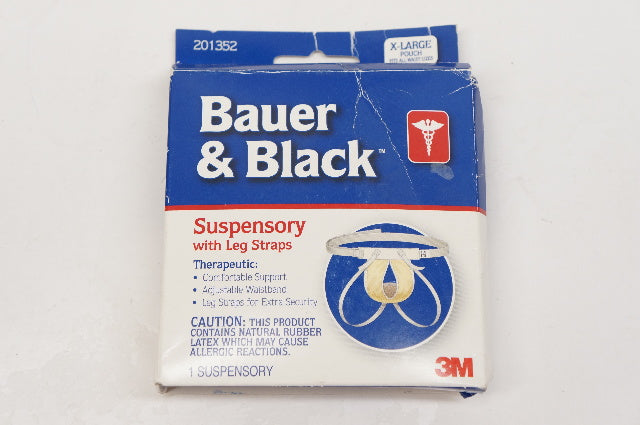 201352
X-LARGE
POUCH
FITS ALL WAIST SIZES
Bauer
& Black™
Suspensory
with Leg Straps
Therapeutic:
• Comfortable Support
• Adjustable Waistband
• Leg Straps for Extra Security
CAUTION: THIS PRODUCT
CONTAINS NATURAL RUBBER
LATEX WHICH MAY CAUSE
ALLERGIC REACTIONS.
1 SUSPENSORY
3M